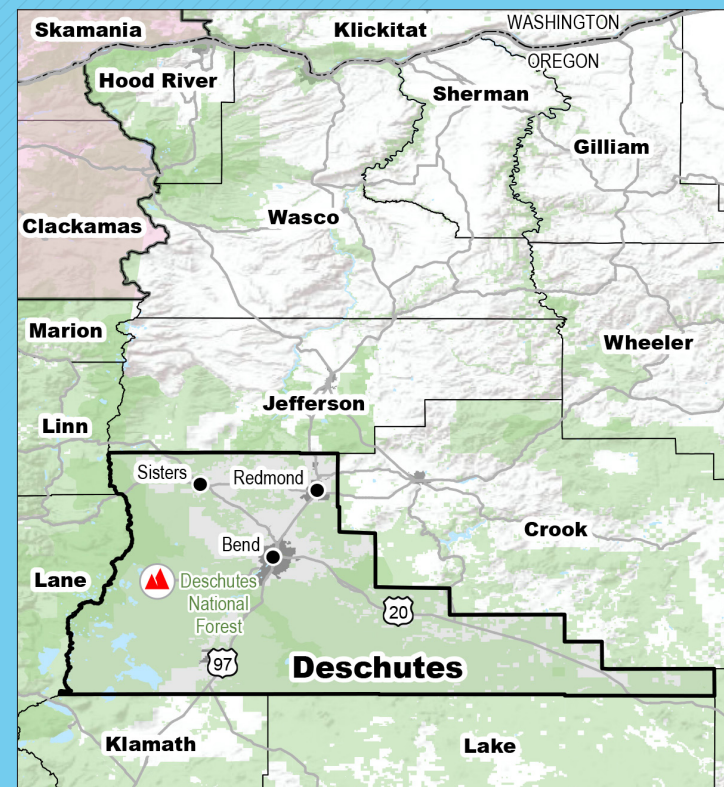 Skamania
Klickitat
WASHINGTON
OREGON
Hood River
Sherman
Gilliam
Wasco
Clackamas
Marion
Wheeler
Jefferson
Linn
Sisters
Redmond
Crook
Bend
Lane
Deschutes
National
Forest
20
97
Deschutes
Klamath
Lake